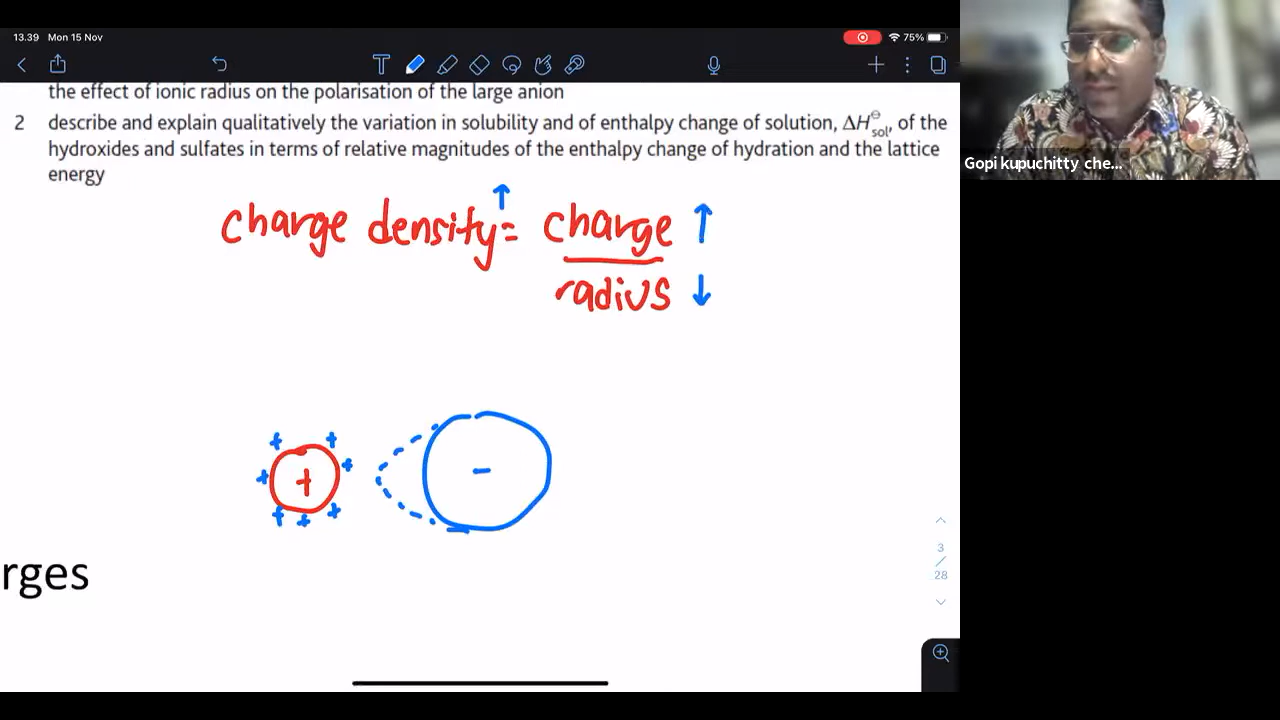 13.39 Mon 15 Nov
75%
the effect of ionic radius on the polarisation of the large anion
2 describe and explain qualitatively the variation in solubility and of enthalpy change of solution, ΔH⦵sol, of the
hydroxides and sulfates in terms of relative magnitudes of the enthalpy change of hydration and the lattice
energy
charge density↑ = charge ↑
radius ↓
+ +
+ + +
+ + +
-
rges
3
/
28
Gopi kupuchitty che...